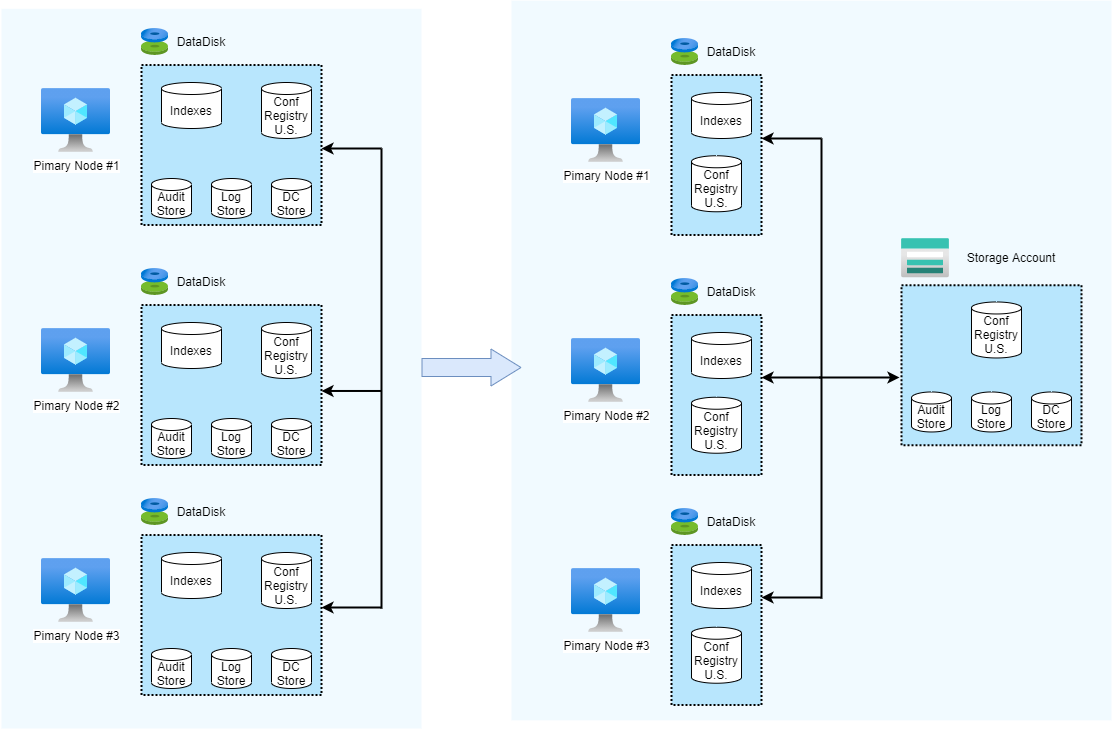 DataDisk
Indexes
Conf
Registry
U.S.
Pimary Node #1
Audit
Store
Log
Store
DC
Store
DataDisk
Indexes
Conf
Registry
U.S.
Pimary Node #2
Audit
Store
Log
Store
DC
Store
DataDisk
Indexes
Conf
Registry
U.S.
Pimary Node #3
Audit
Store
Log
Store
DC
Store
DataDisk
Indexes
Pimary Node #1
Conf
Registry
U.S.
DataDisk
Indexes
Pimary Node #2
Conf
Registry
U.S.
DataDisk
Indexes
Pimary Node #3
Conf
Registry
U.S.
Storage Account
Conf
Registry
U.S.
Audit
Store
Log
Store
DC
Store